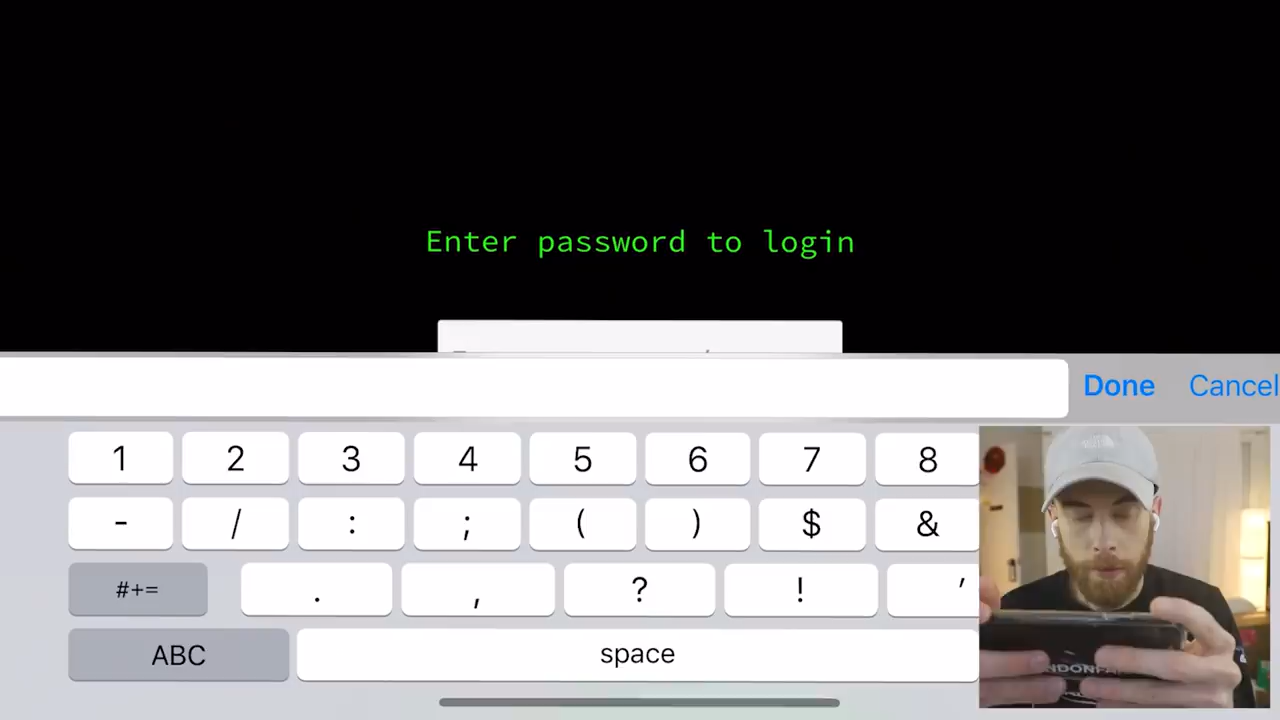 Enter password to login
Done Cancel
1 2 3 4 5 6 7 8
- / : ; ( ) $ &
#+= . , ? ! ’
ABC space